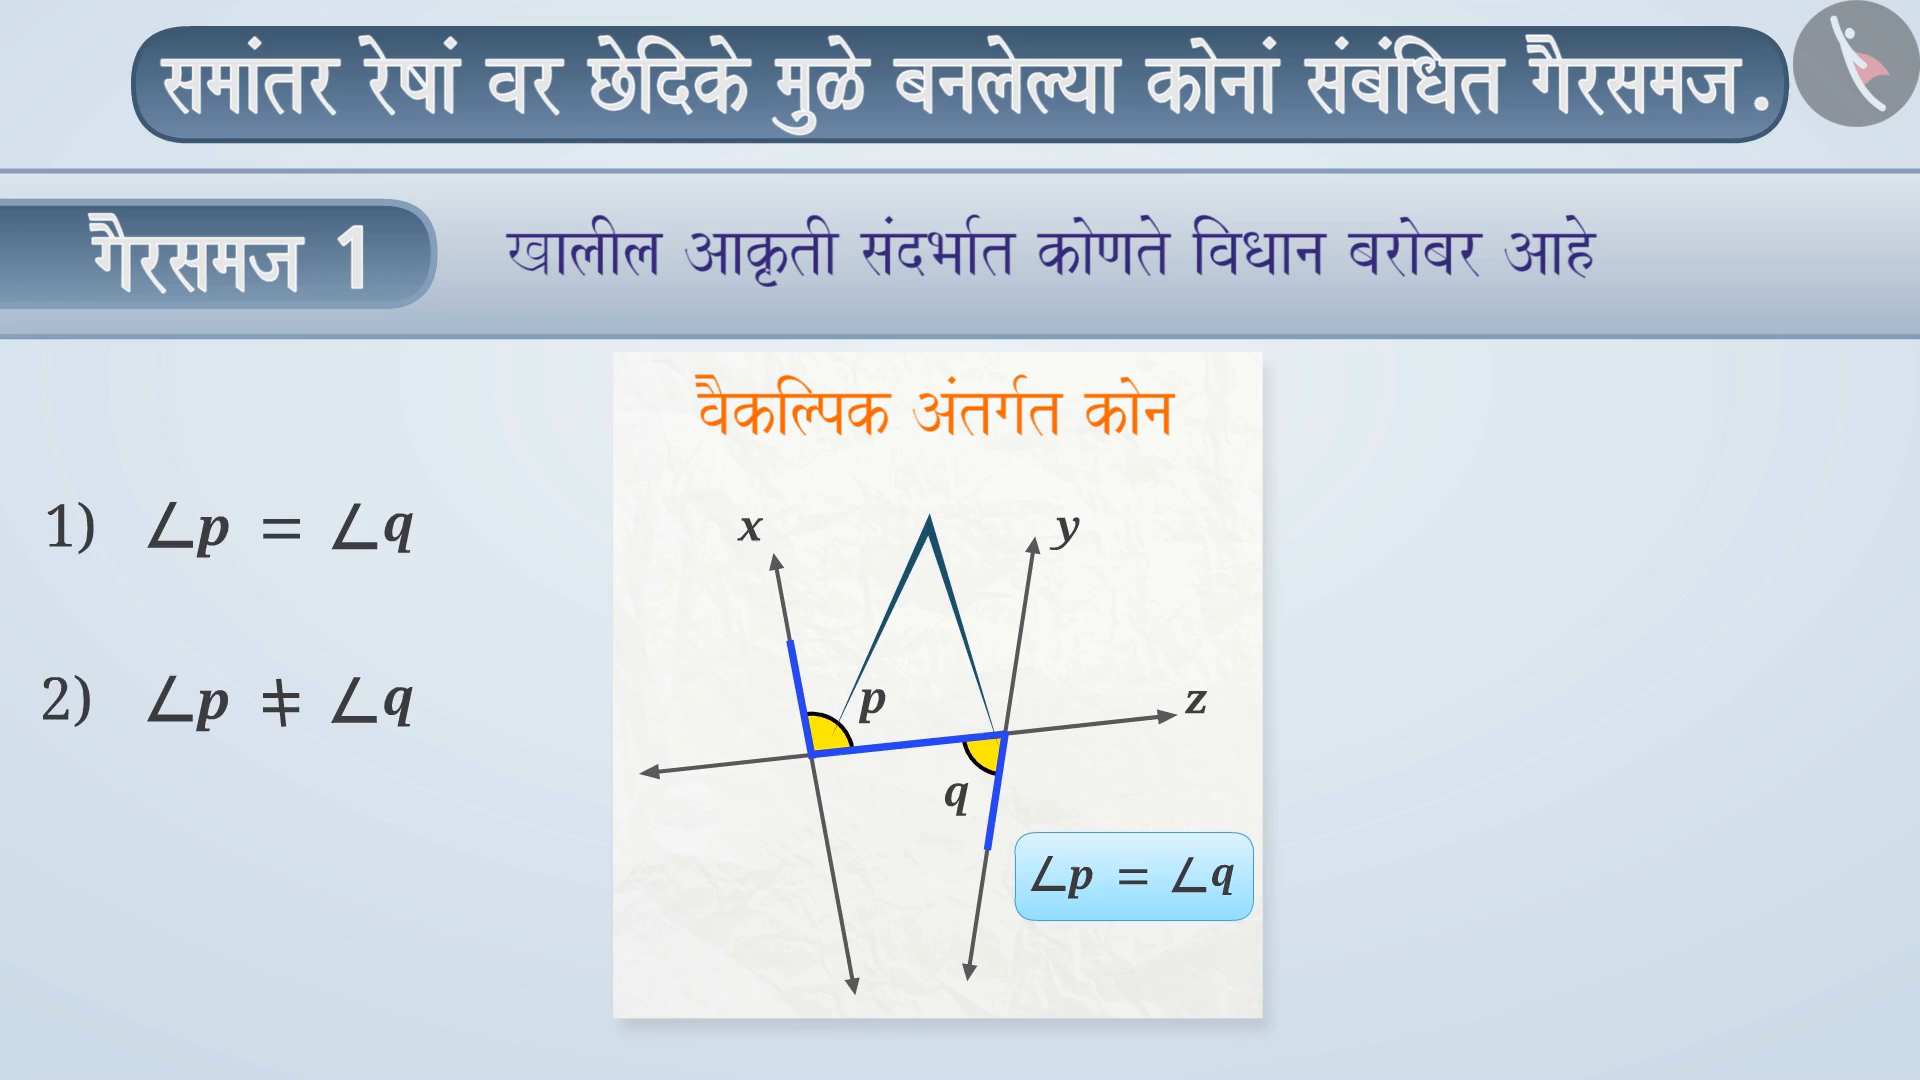 समांतर रेषां वर छेदिके मुळे बनलेल्या कोनां संबंधित गैरसमज.
गैरसमज 1
खालील आकृती संदर्भात कोणते विधान बरोबर आहे
वैकल्पिक अंतर्गत कोन
1) ∠p = ∠q
2) ∠p ≠ ∠q
x
y
p
z
q
∠p = ∠q